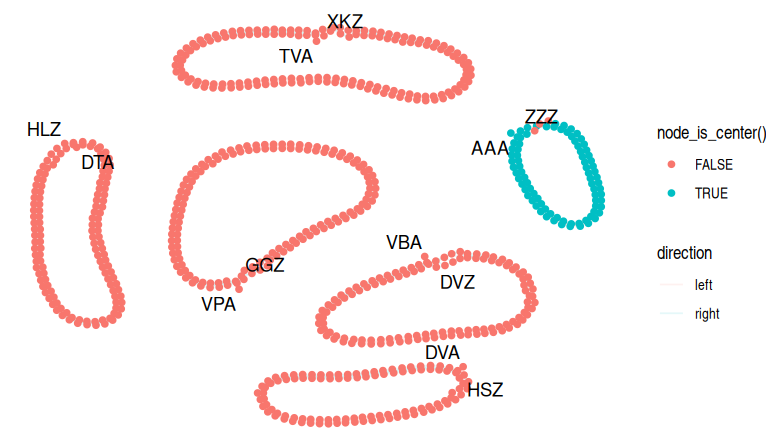 XKZ
TVA
ZZZ
AAA
HLZ
DTA
GGZ
VPA
VBA
DVZ
DVA
HSZ
node_is_center()
FALSE
TRUE
direction
left
right